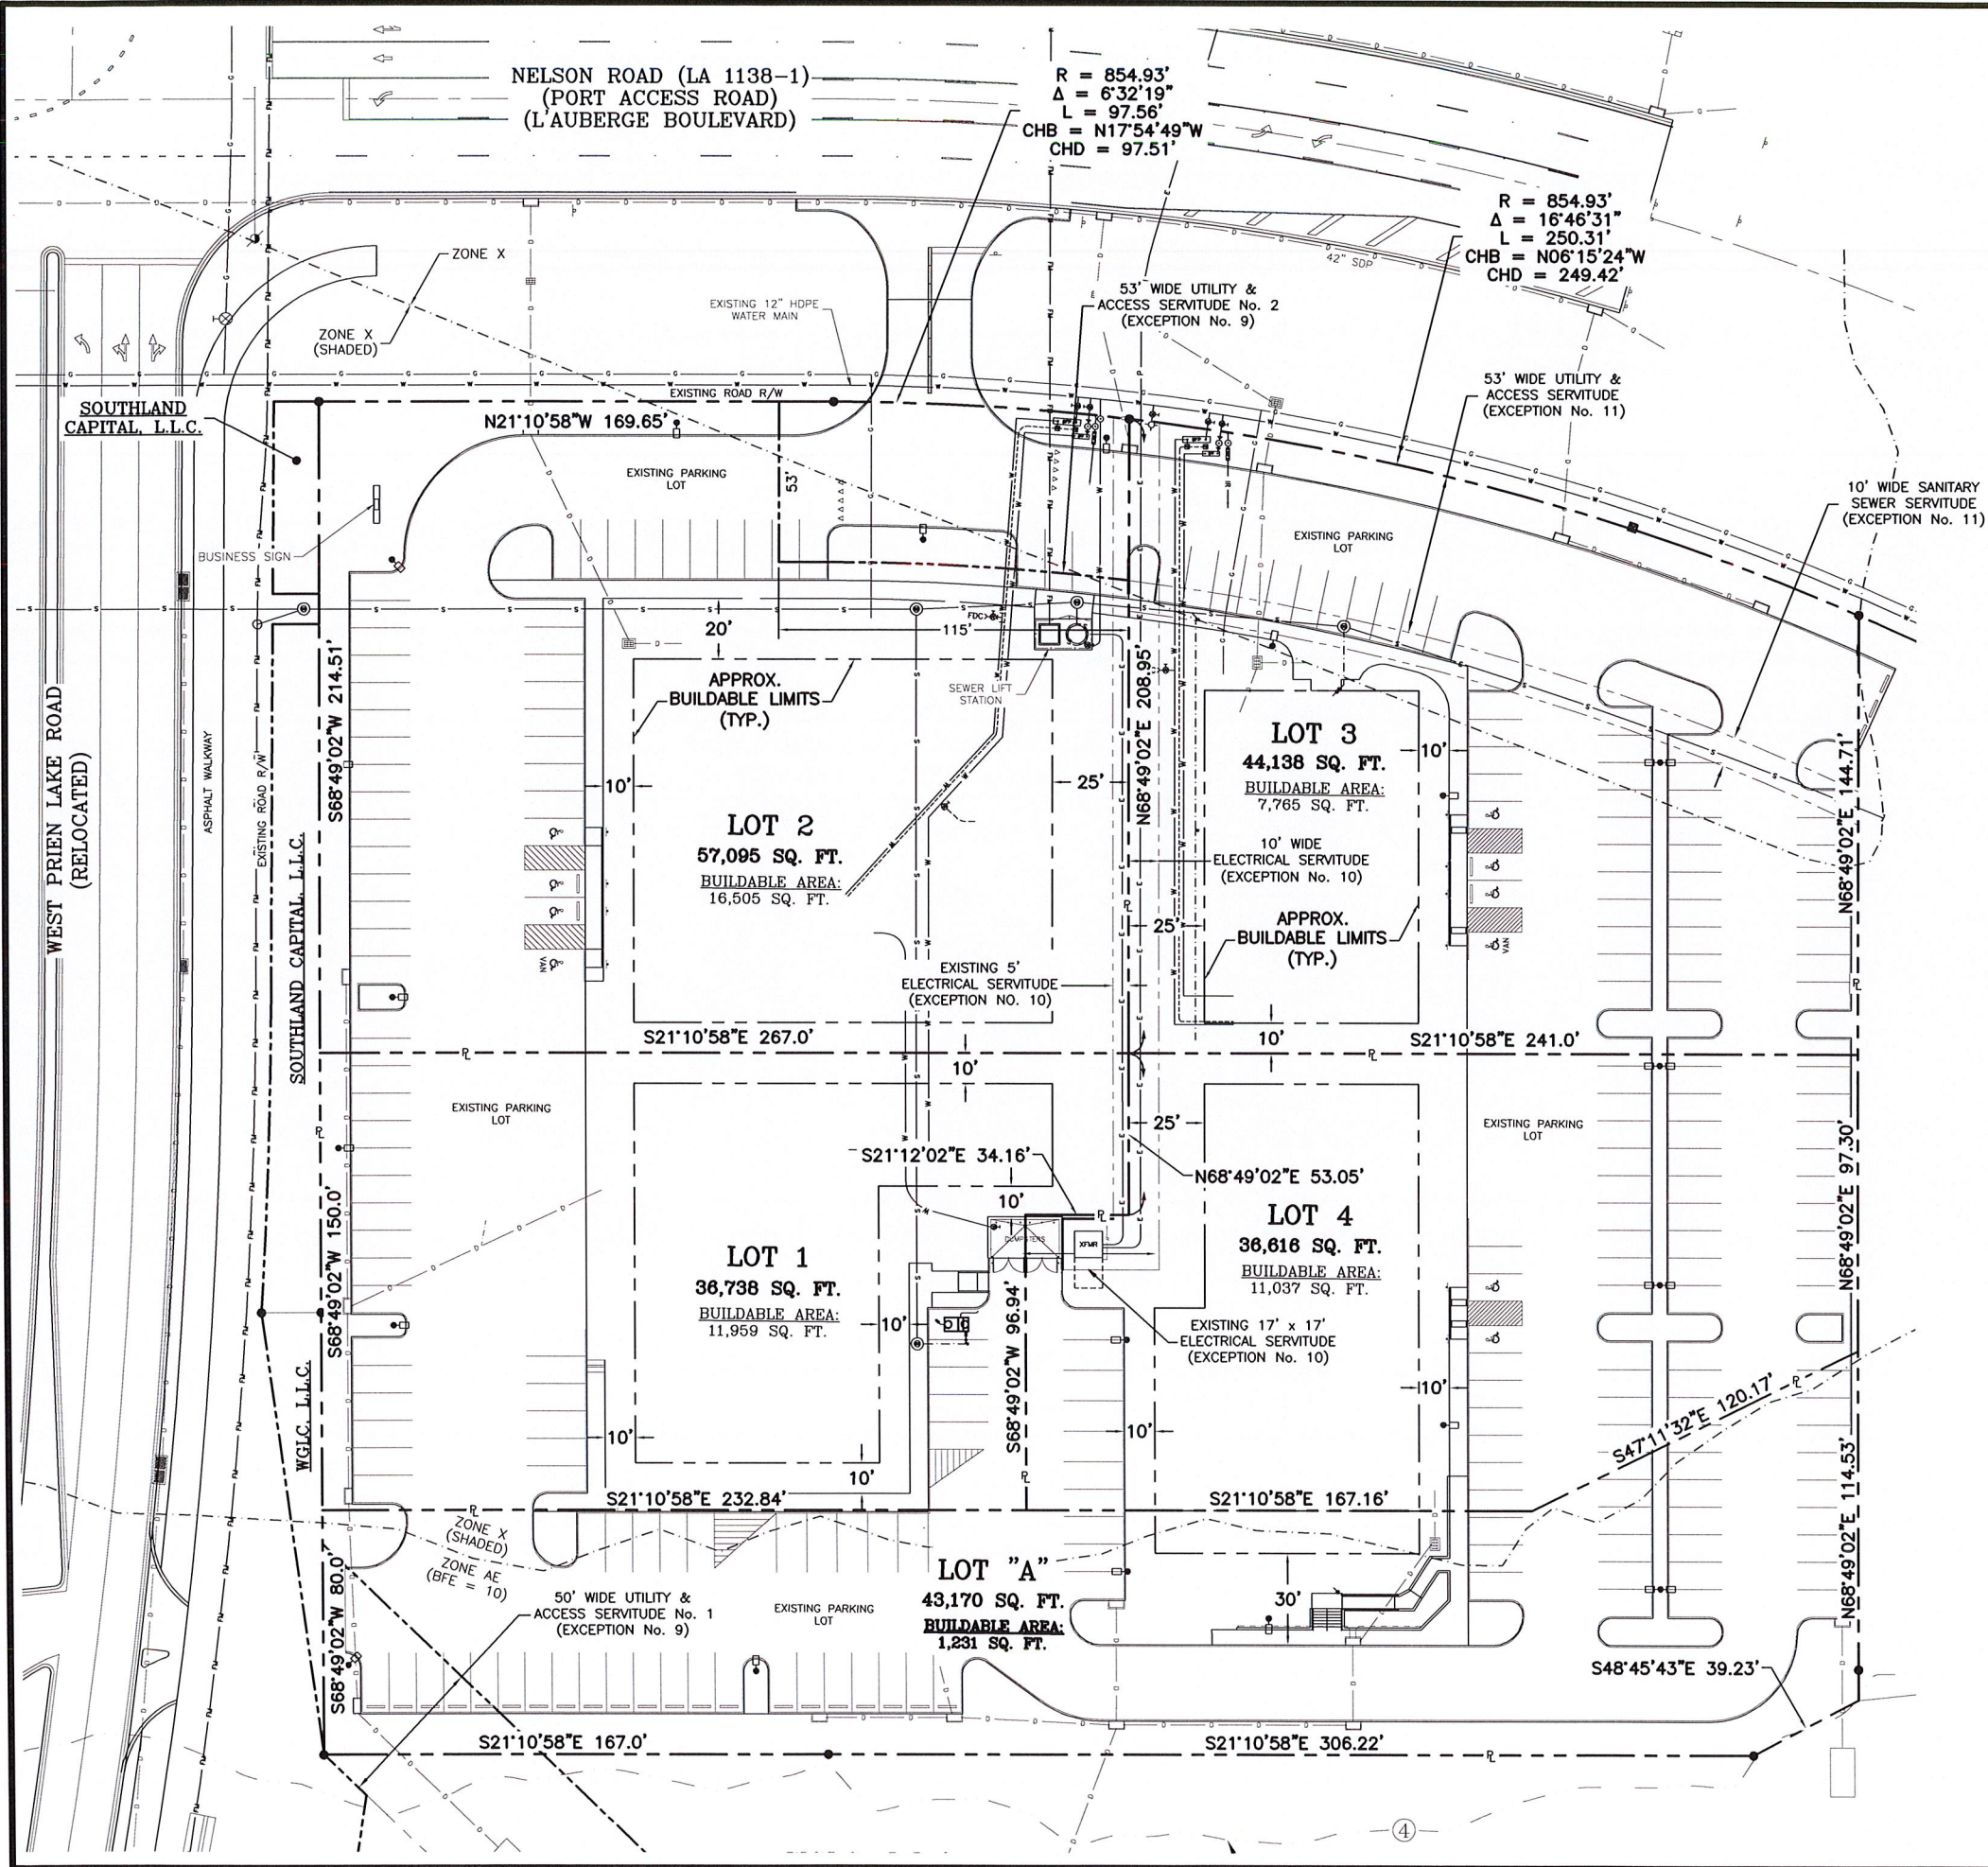 NELSON ROAD (LA 1138-1)
(PORT ACCESS ROAD)
(L'AUBERGE BOULEVARD)
R = 854.93'
Δ = 6°32'19"
L = 97.56'
CHB = N17°54'49"W
CHD = 97.51'
R = 854.93'
Δ = 16°46'31"
L = 250.31'
CHB = N06°15'24"W
CHD = 249.42'
42" SDP
ZONE X
ZONE X
(SHADED)
EXISTING 12" HDPE
WATER MAIN
53' WIDE UTILITY &
ACCESS SERVITUDE No. 2
(EXCEPTION No. 9)
53' WIDE UTILITY &
ACCESS SERVITUDE
(EXCEPTION No. 11)
10' WIDE SANITARY
SEWER SERVITUDE
(EXCEPTION No. 11)
SOUTHLAND
CAPITAL, L.L.C.
EXISTING ROAD R/W
N21°10'58"W 169.65'
EXISTING PARKING
LOT
53'
EXISTING PARKING
LOT
BUSINESS SIGN
FDC
20'
115'
SEWER LIFT
STATION
APPROX.
BUILDABLE LIMITS
(TYP.)
WEST PRIEN LAKE ROAD
(RELOCATED)
ASPHALT WALKWAY
EXISTING ROAD R/W
SOUTHLAND CAPITAL, L.L.C.
S68°49'02"W 214.51'
10'
LOT 2
57,095 SQ. FT.
BUILDABLE AREA:
16,505 SQ. FT.
25'
N68°49'02"E 208.95'
LOT 3
44,138 SQ. FT.
BUILDABLE AREA:
7,765 SQ. FT.
10'
10' WIDE
ELECTRICAL SERVITUDE
(EXCEPTION No. 10)
APPROX.
BUILDABLE LIMITS
(TYP.)
25'
VAN
VAN
N68°49'02"E 144.71'
EXISTING 5'
ELECTRICAL SERVITUDE
(EXCEPTION NO. 10)
S21°10'58"E 267.0'
10'
10'
S21°10'58"E 241.0'
EXISTING PARKING
LOT
25'
EXISTING PARKING
LOT
S21°12'02"E 34.16'
N68°49'02"E 53.05'
10'
DUMPSTERS
XFMR
LOT 1
36,738 SQ. FT.
BUILDABLE AREA:
11,959 SQ. FT.
10'
LOT 4
36,616 SQ. FT.
BUILDABLE AREA:
11,037 SQ. FT.
EXISTING 17' x 17'
ELECTRICAL SERVITUDE
(EXCEPTION No. 10)
S68°49'02"W 150.0'
WGLC, L.L.C.
S68°49'02"W 96.94'
N68°49'02"E 97.30'
10'
10'
10'
10'
S47°11'32"E 120.17'
S21°10'58"E 232.84'
S21°10'58"E 167.16'
ZONE X
(SHADED)
ZONE AE
(BFE = 10)
S68°49'02"W 80.0'
50' WIDE UTILITY &
ACCESS SERVITUDE No. 1
(EXCEPTION No. 9)
EXISTING PARKING
LOT
LOT "A"
43,170 SQ. FT.
BUILDABLE AREA:
1,231 SQ. FT.
30'
N68°49'02"E 114.53'
S48°45'43"E 39.23'
S21°10'58"E 167.0'
S21°10'58"E 306.22'
4